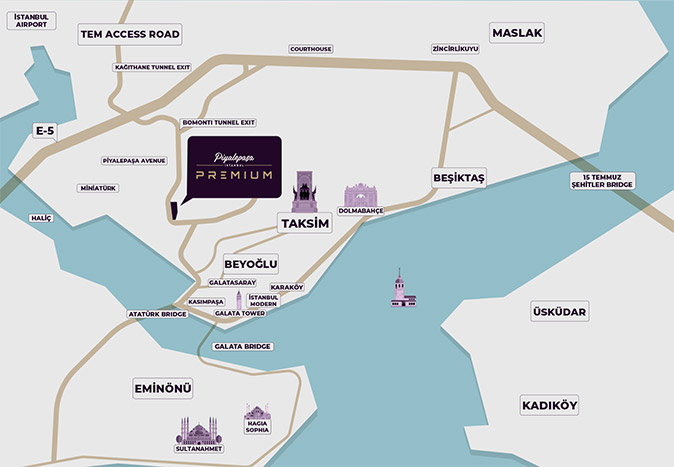 İSTANBUL
AIRPORT
TEM ACCESS ROAD
MASLAK
COURTHOUSE
ZİNCİRLİKUYU
KAĞITHANE TUNNEL EXIT
BOMONTI TUNNEL EXIT
E-5
PİYALEPAŞA AVENUE
Piyalepaşa
İSTANBUL
PREMIUM
MİNİATÜRK
BEŞİKTAŞ
15 TEMMUZ
ŞEHİTLER BRIDGE
HALİÇ
DOLMABAHÇE
TAKSİM
BEYOĞLU
GALATASARAY
KARAKÖY
KASIMPAŞA
İSTANBUL
MODERN
ATATÜRK BRIDGE
GALATA TOWER
ÜSKÜDAR
GALATA BRIDGE
EMİNÖNÜ
KADIKÖY
HAGIA
SOPHIA
SULTANAHMET